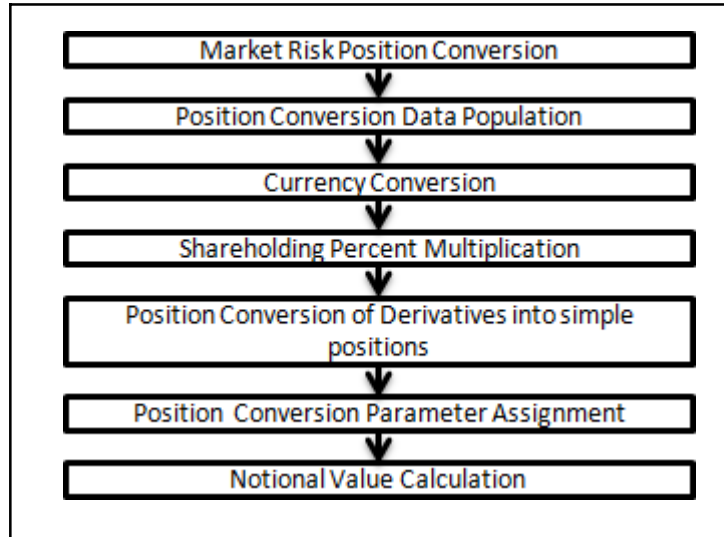 Market Risk Position Conversion
Position Conversion Data Population
Currency Conversion
Shareholding Percent Multiplication
Position Conversion of Derivatives into simple
positions
Position Conversion Parameter Assignment
Notional Value Calculation